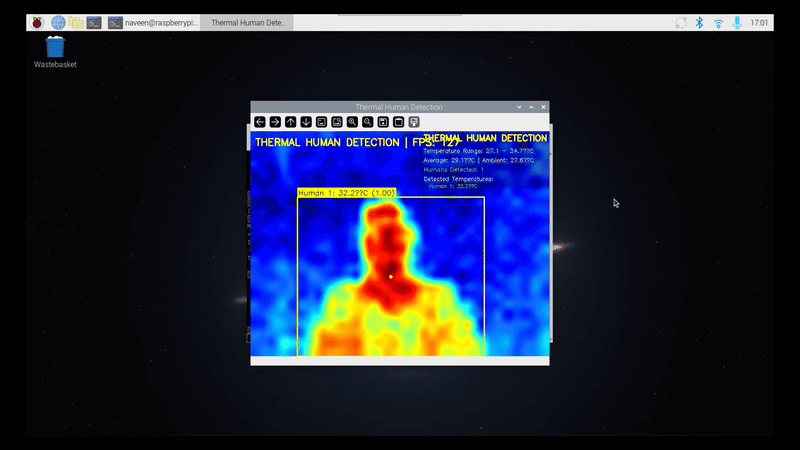 naveen@raspberrypi:..
Thermal Human Dete..
17:01
Wastebasket
Thermal Human Detection
THERMAL HUMAN DETECTION | FPS: 127
THERMAL HUMAN DETECTION
Temperature Range: 27.1 - 34.7??C
Average: 29.1??C | Ambient: 27.6??C
Humans Detected: 1
Detected Temperatures:
Human 1: 32.2??C
Human 1: 32.2??C (1.00)